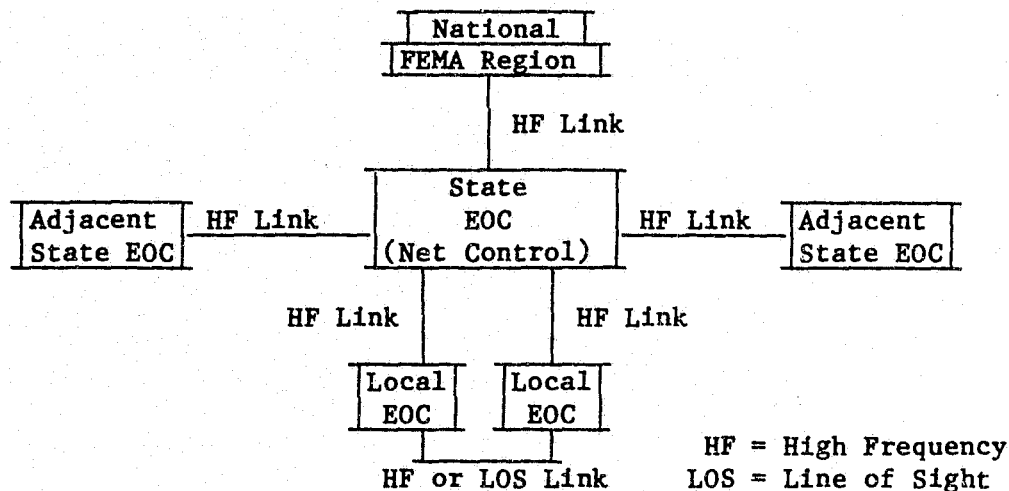 National
FEMA Region
HF Link
State
EOC
(Net Control)
Adjacent
State EOC
HF Link
HF Link
Adjacent
State EOC
HF Link
HF Link
Local
EOC
Local
EOC
HF or LOS Link
HF = High Frequency
LOS = Line of Sight